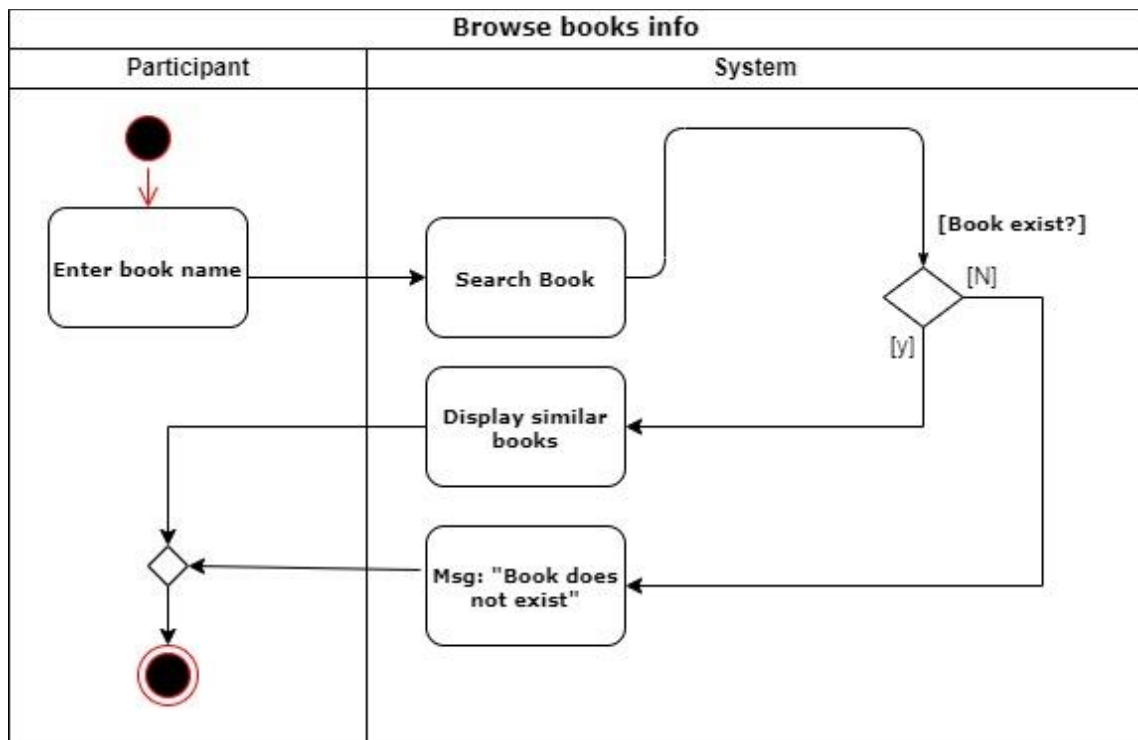 Browse books info
Participant
System
[Book exist?]
Enter book name
Search Book
[N]
[y]
Display similar
books
Msg: "Book does
not exist"